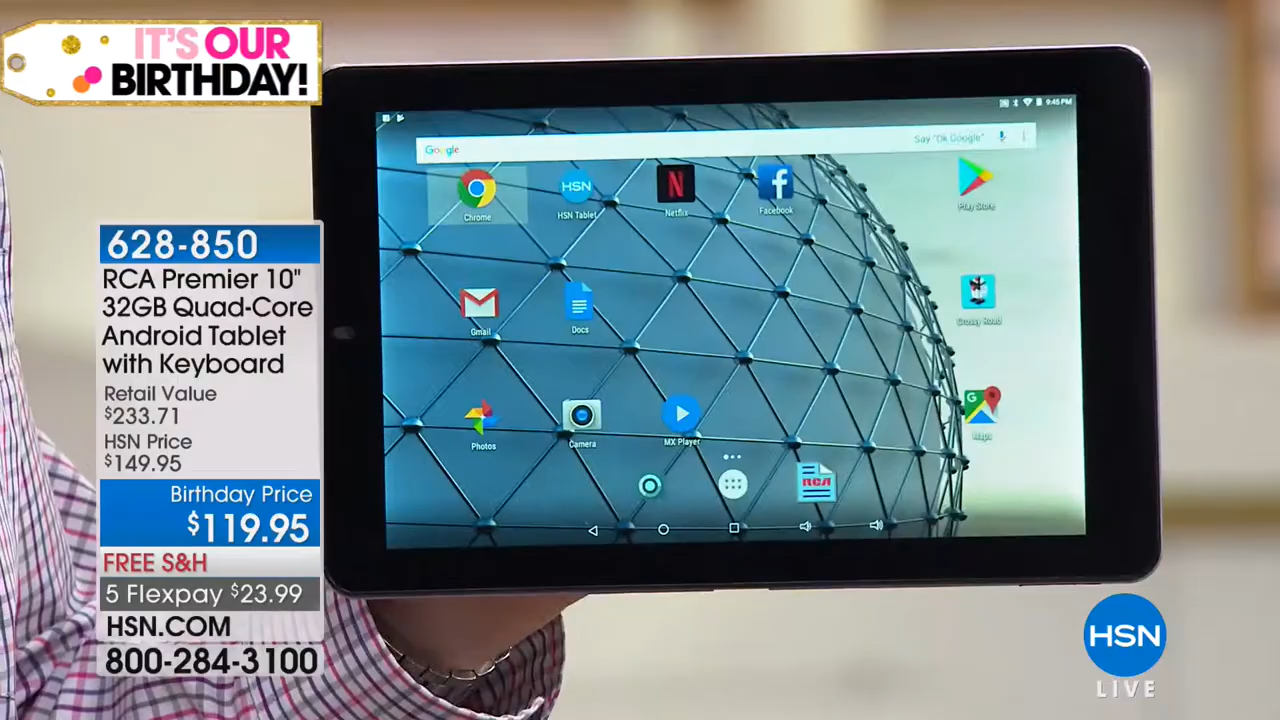 IT'S OUR
BIRTHDAY!
628-850
RCA Premier 10"
32GB Quad-Core
Android Tablet
with Keyboard
Retail Value
$233.71
HSN Price
$149.95
Birthday Price
$119.95
FREE S&H
5 Flexpay $23.99
HSN.COM
800-284-3100
9:45PM
Google
Say "Ok Google"
Chrome
HSN
HSN Tablet
N
Netflix
f
Facebook
Play Store
Gmail
Docs
Crossy Road
Photos
Camera
MX Player
G
Maps
RCA
HSN
LIVE